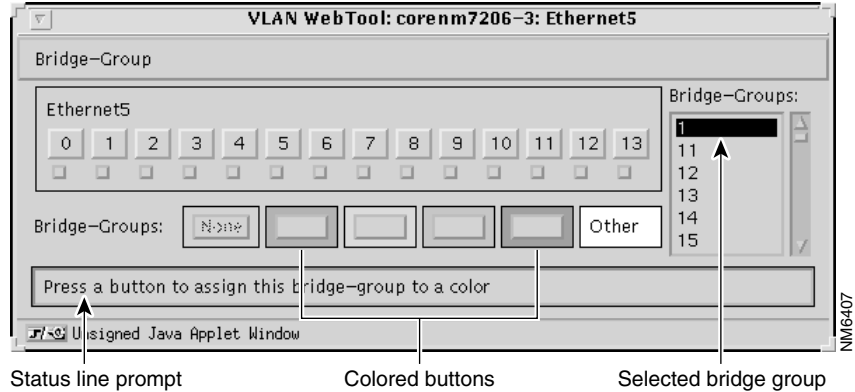 VLAN WebTool: corenm7206-3: Ethernet5
Bridge-Group
Ethernet5
0 1 2 3 4 5 6 7 8 9 10 11 12 13
Bridge-Groups: None Other
Bridge-Groups:
1
11
12
13
14
15
Press a button to assign this bridge-group to a color
Unsigned Java Applet Window
Status line prompt Colored buttons Selected bridge group
NM6407